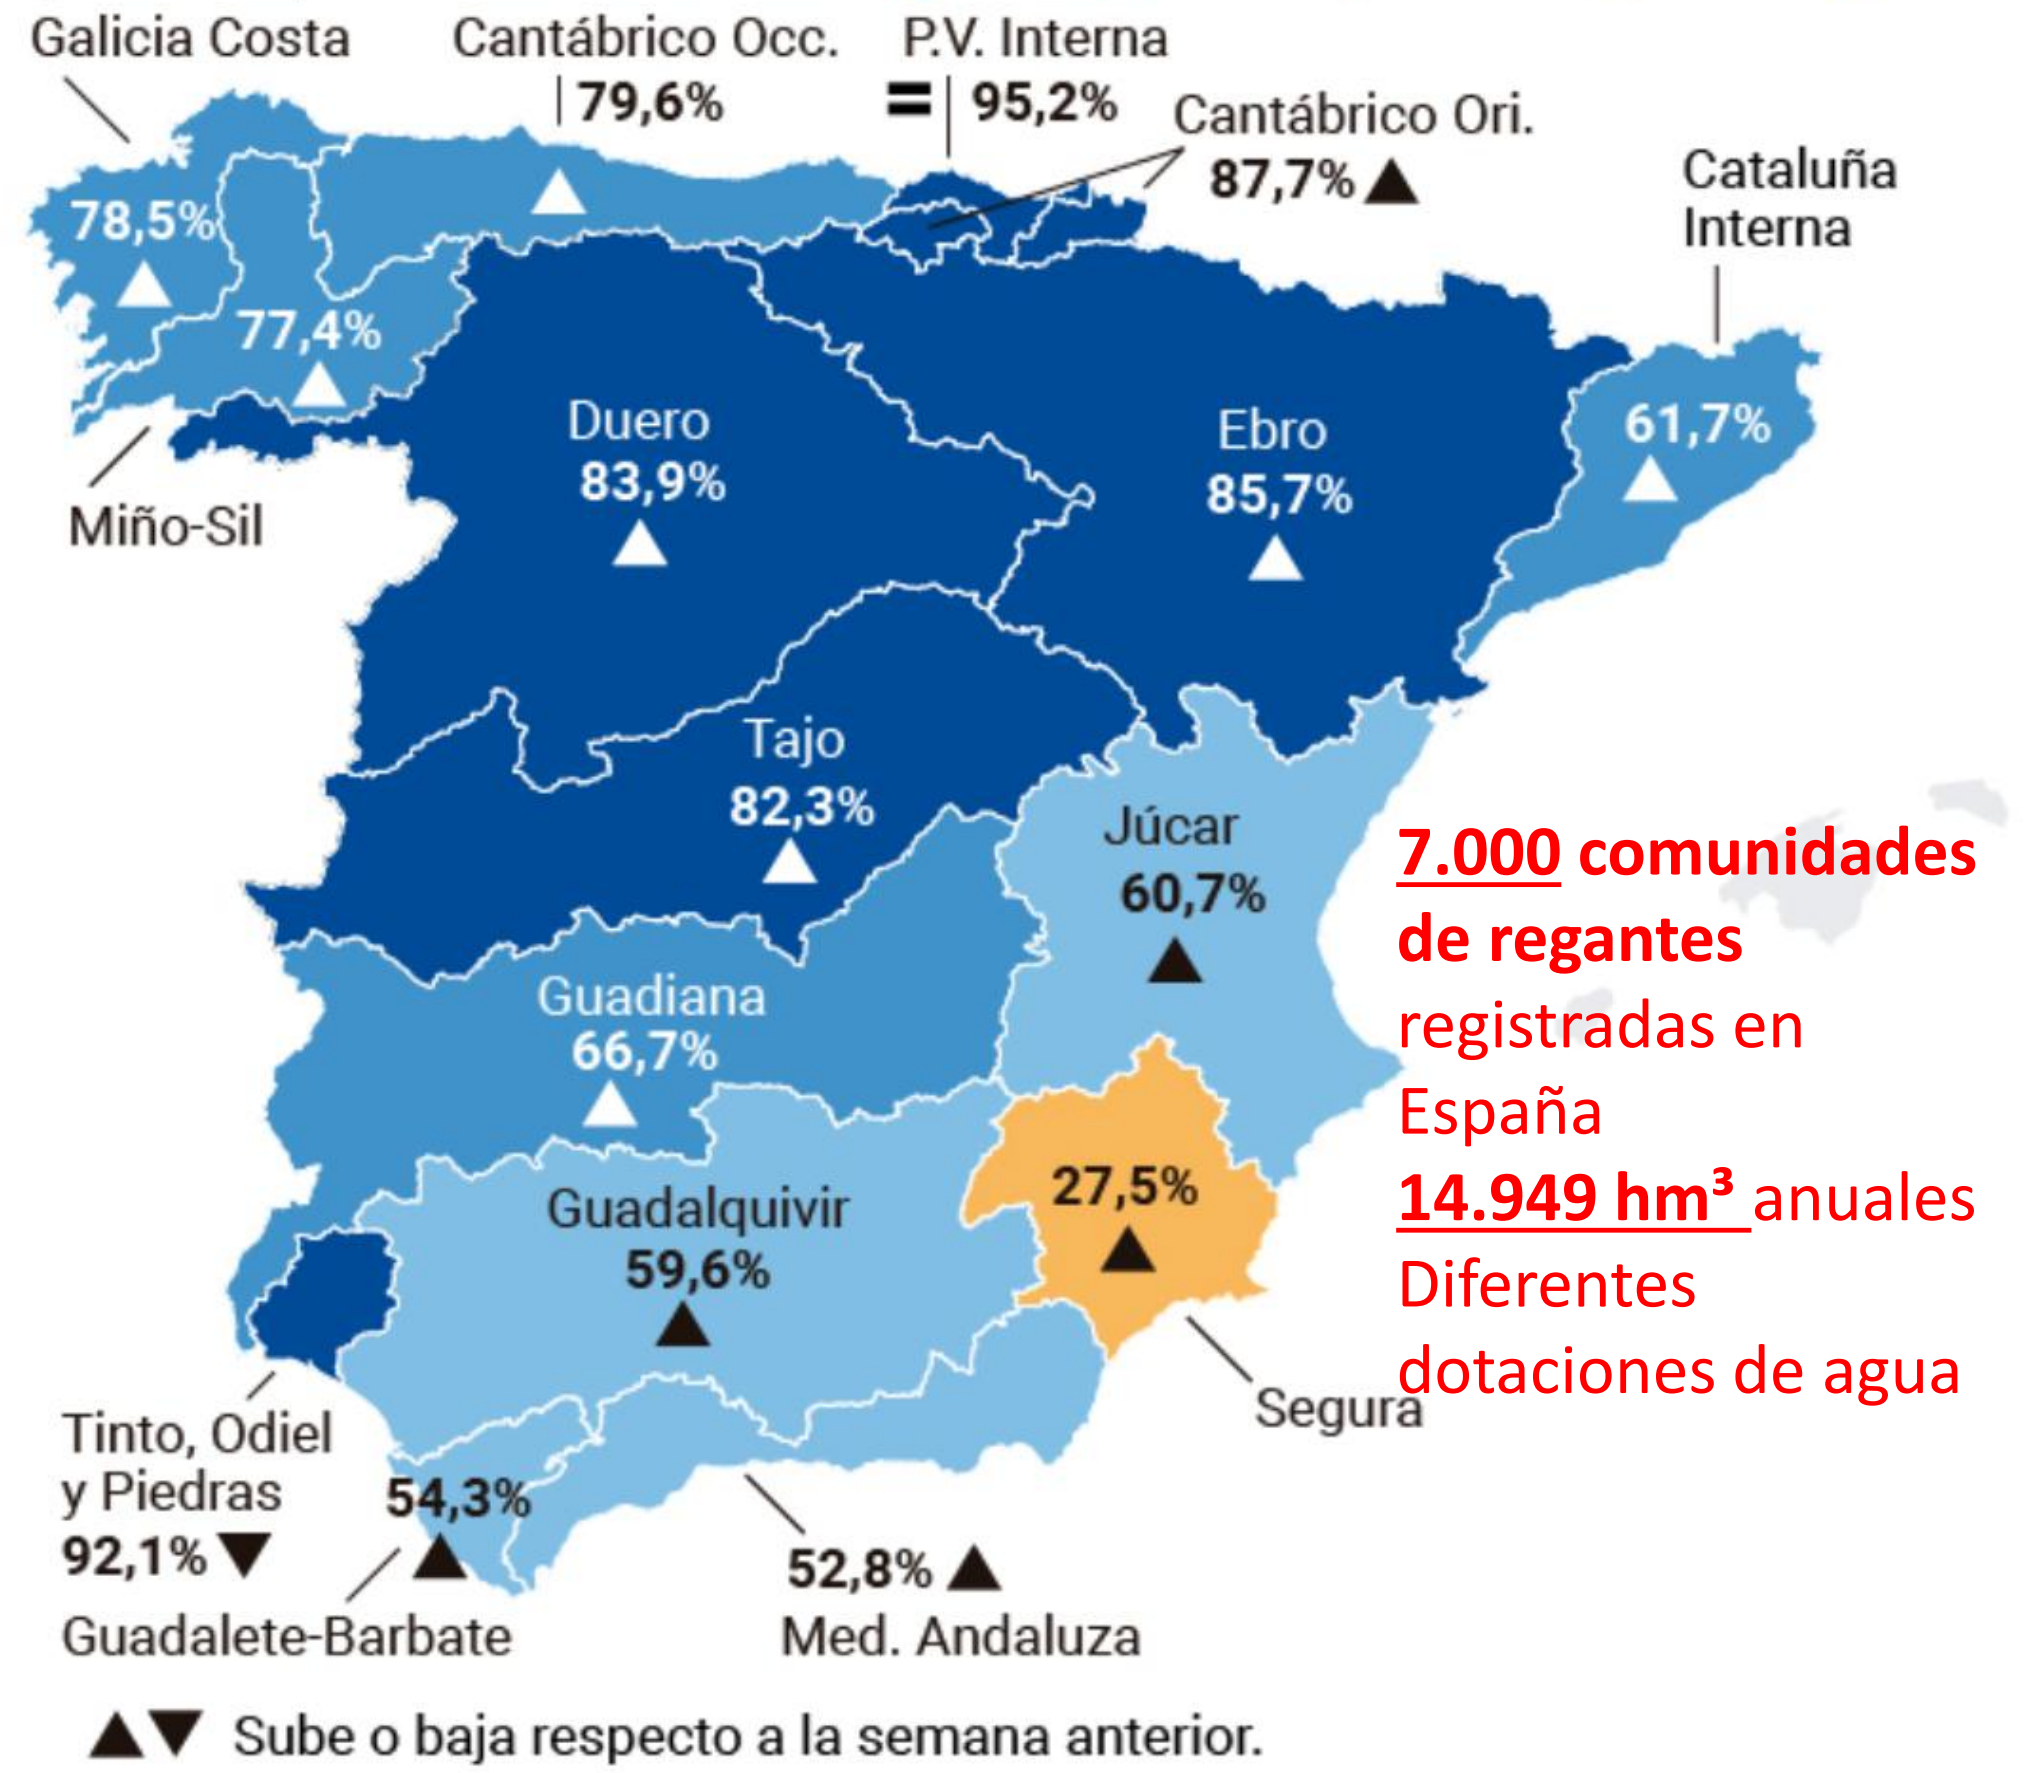 Galicia Costa
Cantábrico Occ.
79,6%
P.V. Interna
= 95,2%
Cantábrico Ori.
87,7% ▲
Cataluña
Interna
78,5%
▲
77,4%
▲
Miño-Sil
Duero
83,9%
▲
Ebro
85,7%
▲
61,7%
▲
Tajo
82,3%
▲
Júcar
60,7%
▲
7.000 comunidades
de regantes
registradas en
España
14.949 hm³ anuales
Diferentes
dotaciones de agua
Guadiana
66,7%
▲
27,5%
▲
Segura
Guadalquivir
59,6%
▲
Tinto, Odiel
y Piedras
92,1% ▼
54,3%
▲
Guadalete-Barbate
52,8% ▲
Med. Andaluza
▲▼ Sube o baja respecto a la semana anterior.